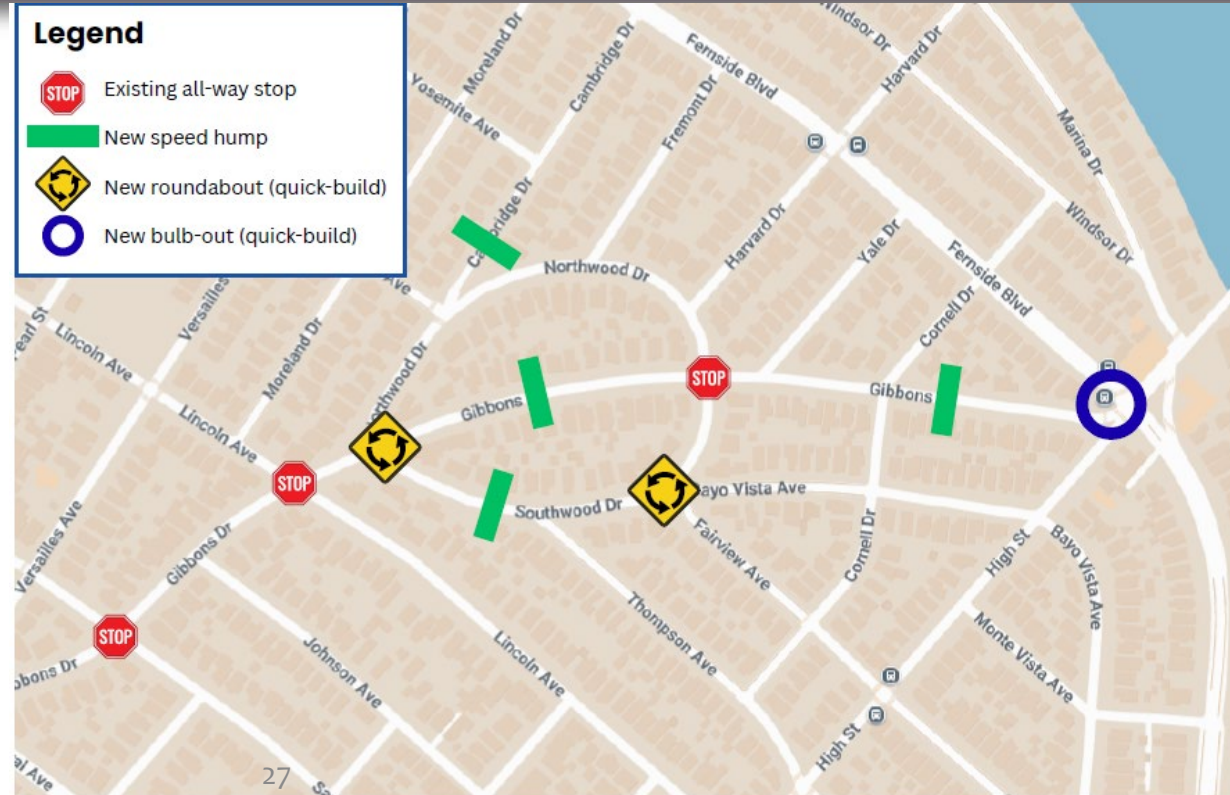 Legend
STOP Existing all-way stop
New speed hump
New roundabout (quick-build)
New bulb-out (quick-build)
Moreland Dr
Cambridge Dr
Yosemite Ave
Fremont Dr
Fernside Blvd
Windsor Dr
Harvard Dr
Marina Dr
Windsor Dr
Fernside Blvd
Harvard Dr
Yale Dr
Cornell Dr
Northwood Dr
Ave
Versailles
Moreland Dr
Lincoln Ave
Lincoln Ave
Gibbons
STOP
Gibbons
STOP
Gibbons Dr
Versailles Ave
STOP
Southwood Dr
ayo Vista Ave
Fairview Ave
Cornell Dr
High St
Bayo Vista Ave
Thompson Ave
Lincoln Ave
Johnson Ave
Monte Vista Ave
High St
27